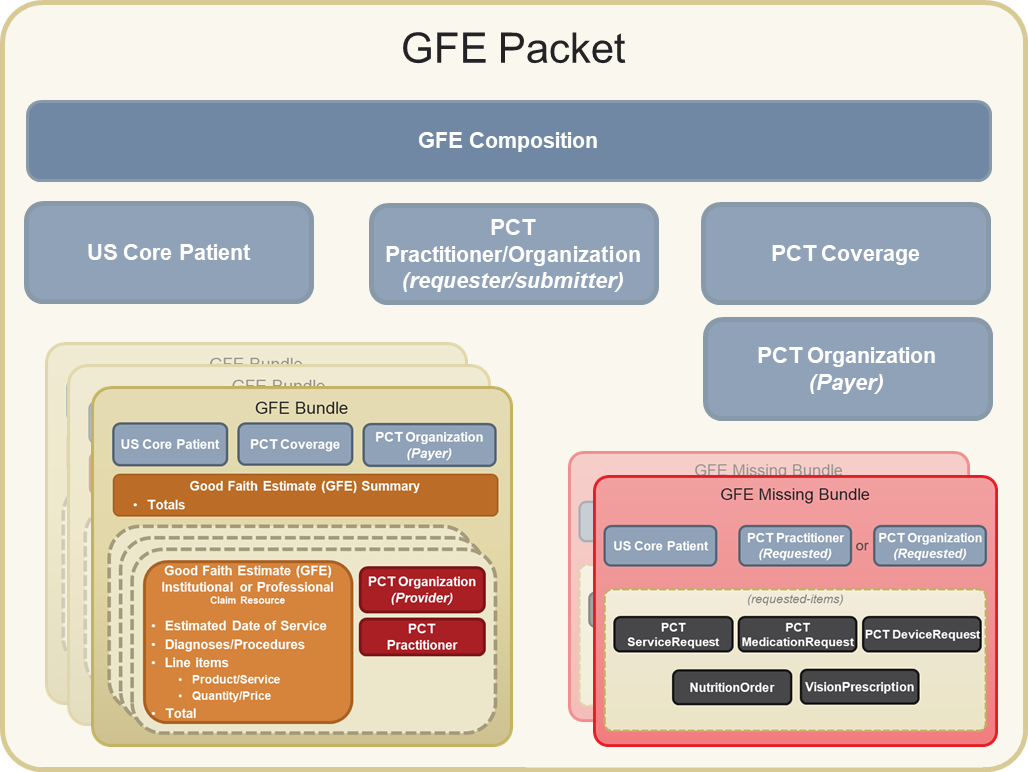 GFE Packet
GFE Composition
US Core Patient
PCT
Practitioner/Organization
(requester/submitter)
PCT Coverage
PCT Organization
(Payer)
GFE Bundle
GFE Bundle
GFE Bundle
US Core Patient
PCT Coverage
PCT Organization
(Payer)
Good Faith Estimate (GFE) Summary
• Totals
Good Faith Estimate (GFE)
Institutional or Professional
Claim Resource
• Estimated Date of Service
• Diagnoses/Procedures
• Line items
• Product/Service
• Quantity/Price
• Total
PCT Organization
(Provider)
PCT
Practitioner
GFE Missing Bundle
GFE Missing Bundle
US Core Patient
PCT Practitioner
(Requested)
or
PCT Organization
(Requested)
(requested-items)
PCT
ServiceRequest
PCT
MedicationRequest
PCT DeviceRequest
NutritionOrder
VisionPrescription